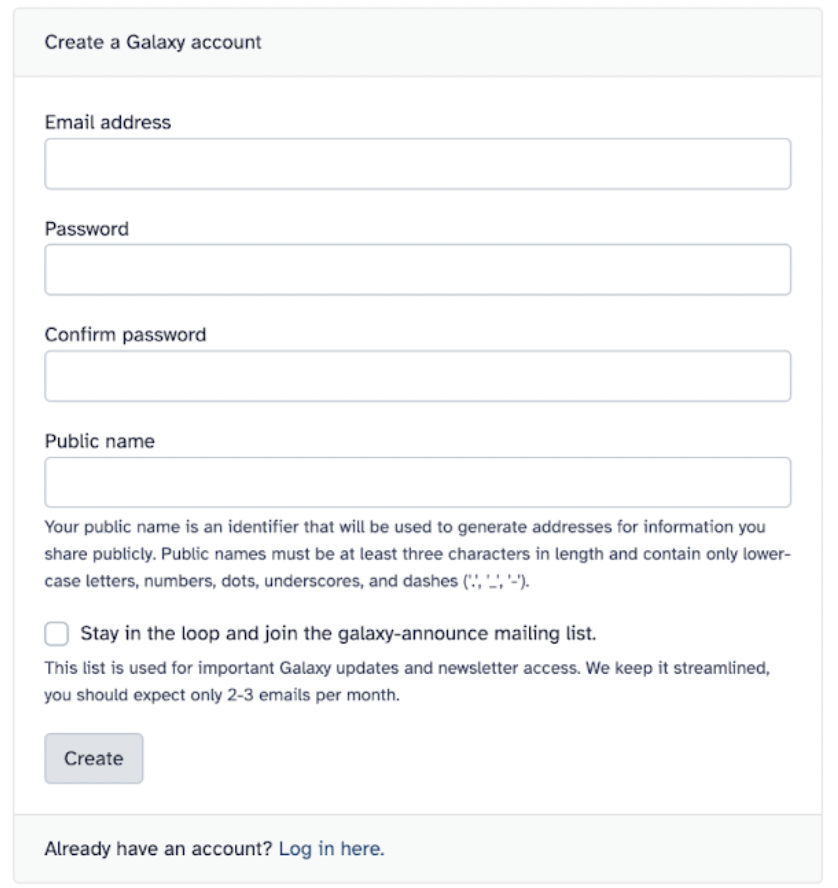 Create a Galaxy account
Email address
Password
Confirm password
Public name
Your public name is an identifier that will be used to generate addresses for information you
share publicly. Public names must be at least three characters in length and contain only lower-
case letters, numbers, dots, underscores, and dashes ('.', '_', '-').
Stay in the loop and join the galaxy-announce mailing list.
This list is used for important Galaxy updates and newsletter access. We keep it streamlined,
you should expect only 2-3 emails per month.
Create
Already have an account? Log in here.